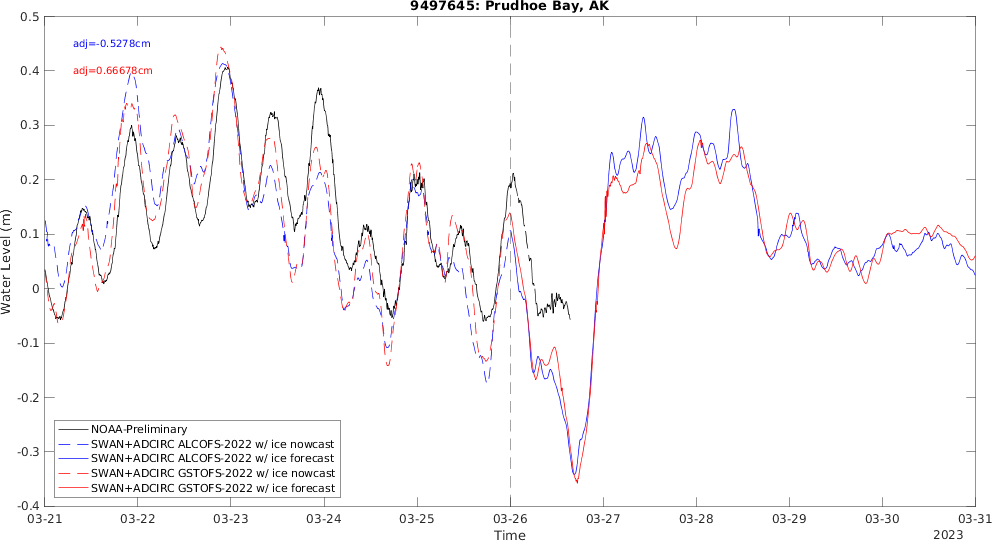 9497645: Prudhoe Bay, AK
adj=-0.5278cm
adj=0.66678cm
0.5
0.4
0.3
0.2
0.1
0
-0.1
-0.2
-0.3
-0.4
Water Level (m)
NOAA-Preliminary
SWAN+ADCIRC ALCOFS-2022 w/ ice nowcast
SWAN+ADCIRC ALCOFS-2022 w/ ice forecast
SWAN+ADCIRC GSTOFS-2022 w/ ice nowcast
SWAN+ADCIRC GSTOFS-2022 w/ ice forecast
03-21 03-22 03-23 03-24 03-25 03-26 03-27 03-28 03-29 03-30 03-31
Time
2023